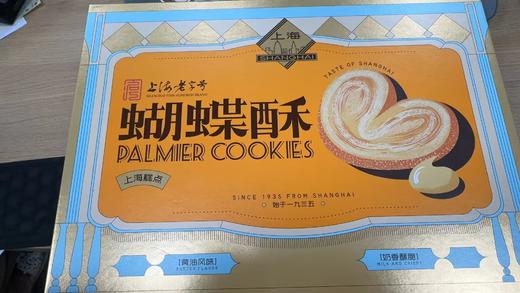 上海
SHANGHAI
TASTE OF SHANGHAI
上海老字号
SHANGHAI TIME-HONORED BRAND
蝴蝶酥
PALMIER COOKIES
上海糕点
SINCE 1935 FROM SHANGHAI
始于一九三五
[黄油风味]
BUTTER FLAVOR
[奶香酥脆]
MILK AND CRISPY